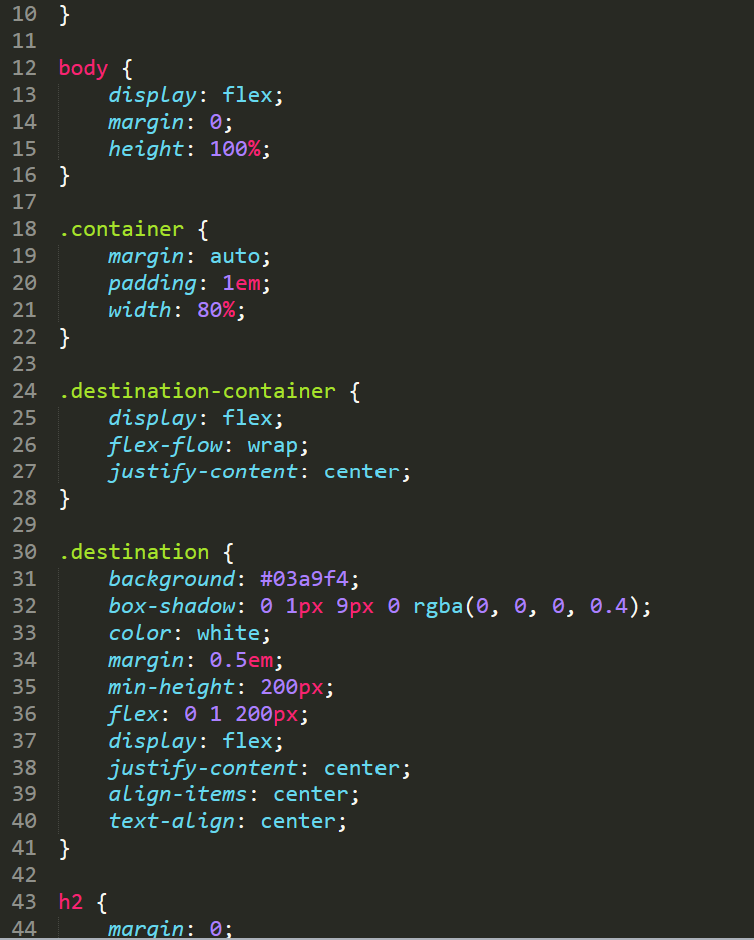 10 }
11
12 body {
13     display: flex;
14     margin: 0;
15     height: 100%;
16 }
17
18 .container {
19     margin: auto;
20     padding: 1em;
21     width: 80%;
22 }
23
24 .destination-container {
25     display: flex;
26     flex-flow: wrap;
27     justify-content: center;
28 }
29
30 .destination {
31     background: #03a9f4;
32     box-shadow: 0 1px 9px 0 rgba(0, 0, 0, 0.4);
33     color: white;
34     margin: 0.5em;
35     min-height: 200px;
36     flex: 0 1 200px;
37     display: flex;
38     justify-content: center;
39     align-items: center;
40     text-align: center;
41 }
42
43 h2 {
44     margin: 0;